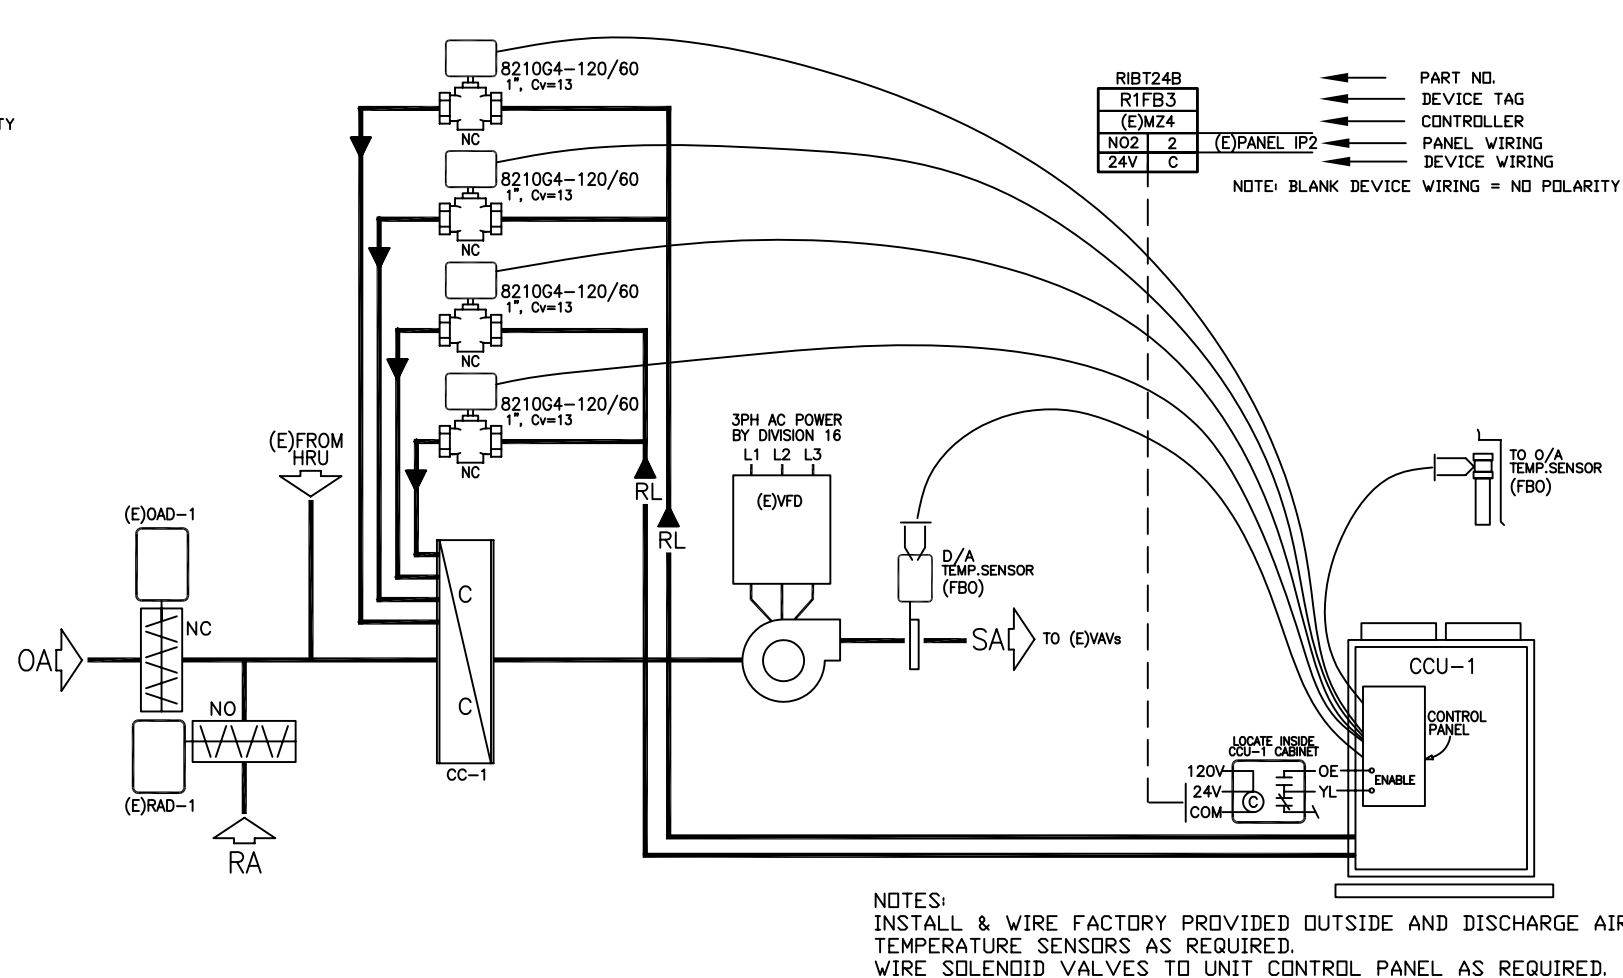 TY
8210G4-120/60
1", Cv=13
NC
8210G4-120/60
1", Cv=13
NC
8210G4-120/60
1", Cv=13
NC
8210G4-120/60
1", Cv=13
NC
RIBT24B
R1FB3
(E)MZ4
NO2 2 (E)PANEL IP2
24V C
PART NO.
DEVICE TAG
CONTROLLER
PANEL WIRING
DEVICE WIRING
NOTE: BLANK DEVICE WIRING = NO POLARITY
(E)FROM
HRU
(E)OAD-1
NC
OA
NO
(E)RAD-1
RA
C
C
CC-1
RL
RL
3PH AC POWER
BY DIVISION 16
L1 L2 L3
(E)VFD
D/A
TEMP.SENSOR
(FBO)
SA TO (E)VAVs
TO O/A
TEMP.SENSOR
(FBO)
CCU-1
CONTROL
PANEL
ENABLE
LOCATE INSIDE
CCU-1 CABINET
120V
24V
COM
C
OE
YL
NOTES:
INSTALL & WIRE FACTORY PROVIDED OUTSIDE AND DISCHARGE AIR
TEMPERATURE SENSORS AS REQUIRED.
WIRE SOLENOID VALVES TO UNIT CONTROL PANEL AS REQUIRED.